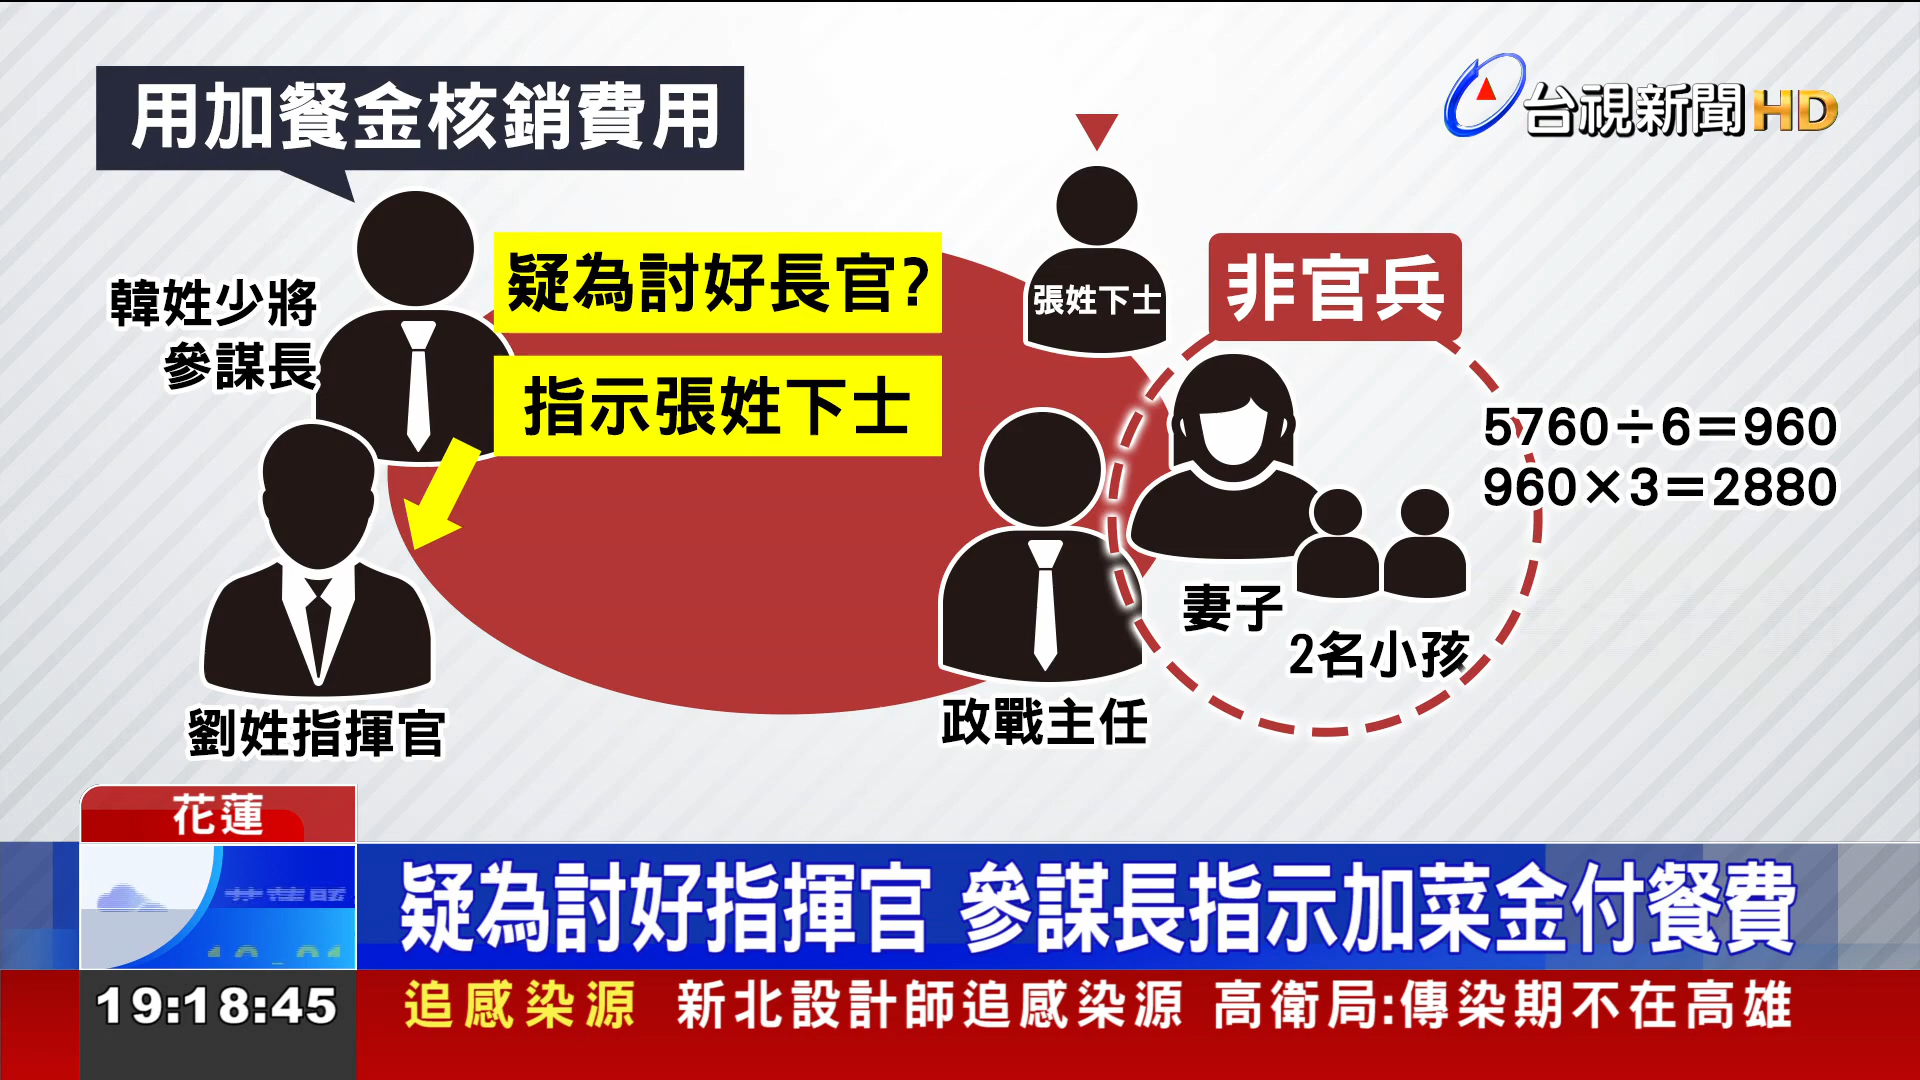 用加餐金核銷費用
台視新聞HD
疑為討好長官?
指示張姓下士
韓姓少將
參謀長
張姓下士
非官兵
5760÷6=960
960×3=2880
妻子
2名小孩
劉姓指揮官
政戰主任
花蓮
疑為討好指揮官 參謀長指示加菜金付餐費
19:18:45
追感染源 新北設計師追感染源 高衛局:傳染期不在高雄